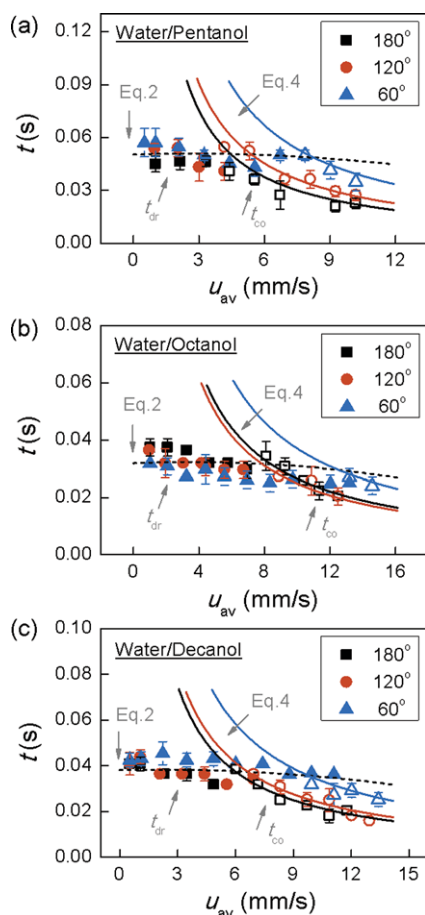 (a)
Water/Pentanol
180°
120°
60°
Eq.2
Eq.4
t_dr
t_co
t (s)
0.12
0.09
0.06
0.03
0.00
0 3 6 9 12
u_av (mm/s)
(b)
Water/Octanol
180°
120°
60°
Eq.2
Eq.4
t_dr
t_co
t (s)
0.08
0.06
0.04
0.02
0.00
0 4 8 12 16
u_av (mm/s)
(c)
Water/Decanol
180°
120°
60°
Eq.2
Eq.4
t_dr
t_co
t (s)
0.10
0.08
0.06
0.04
0.02
0.00
0 3 6 9 12 15
u_av (mm/s)